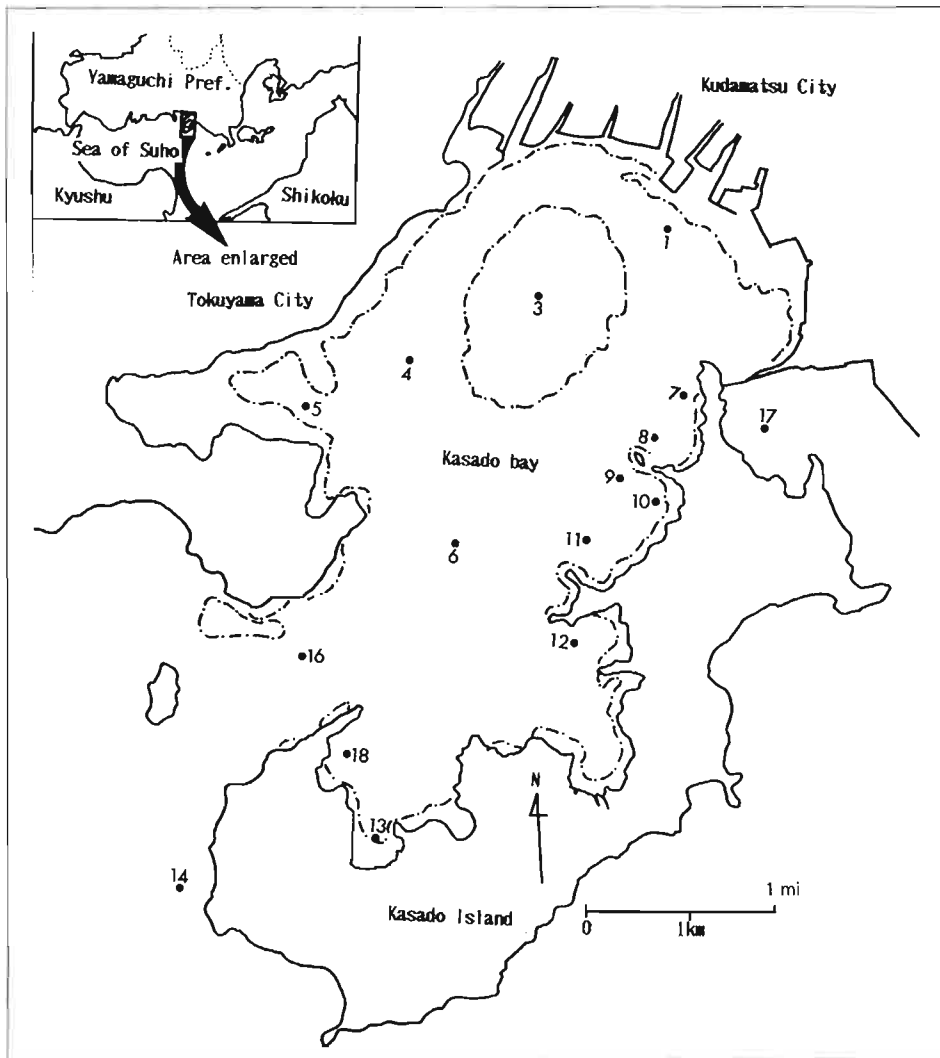 Kudamatsu City
Yamaguchi Pref.
Sea of Suho
Kyushu
Shikoku
Area enlarged
Tokuyama City
1
3
4
5
7
17
8
Kasado bay
9
10
11
6
12
16
18
N
13
14
1 mi
Kasado Island
0
1km